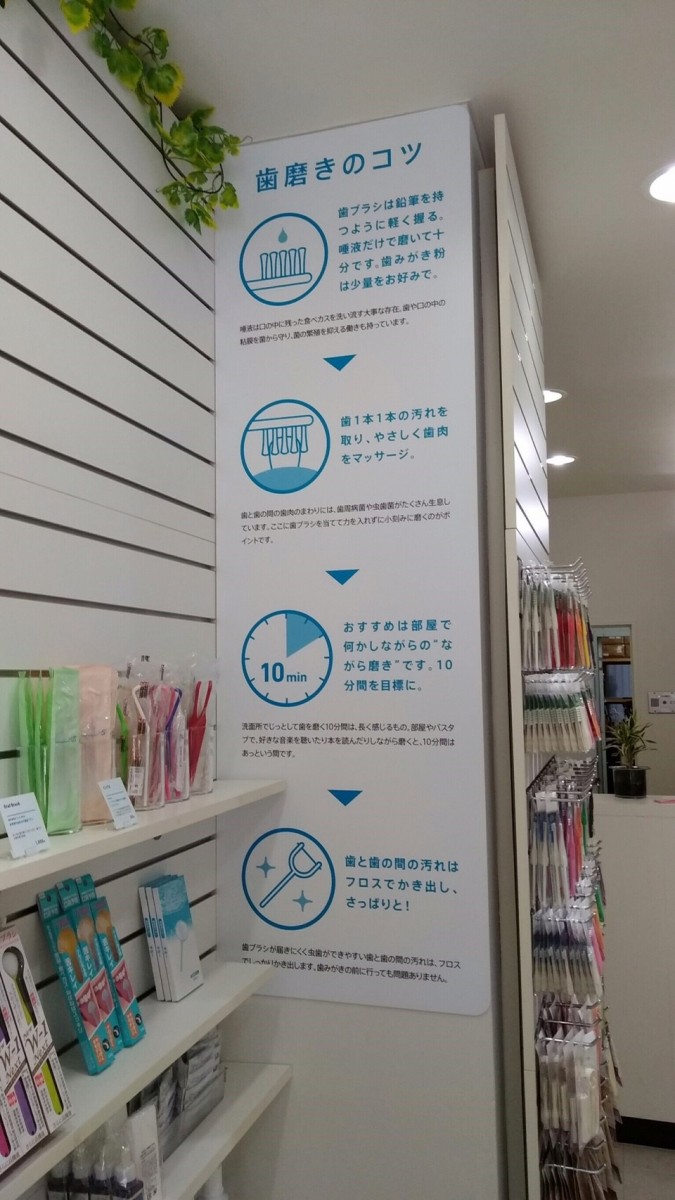 歯磨きのコツ
歯ブラシは鉛筆を持
つように軽く握る。
唾液だけで磨いて十
分です。歯みがき粉
は少量をお好みで。
唾液は口の中に残った食べカスを洗い流す大事な存在。歯や口の中の
粘膜を菌から守り、菌の繁殖を抑える働きも持っています。
歯1本1本の汚れを
取り、やさしく歯肉
をマッサージ。
歯と歯の間の歯肉のまわりには、歯周病菌や虫歯菌がたくさん生息し
ています。ここに歯ブラシを当てて力を入れずに小刻みに磨くのがポ
イントです。
10 min
おすすめは部屋で
何かしながらの“な
がら磨き”です。10
分間を目標に。
洗面所でじっとして歯を磨く10分間は、長く感じるもの。部屋やバスタ
ブで、好きな音楽を聴いたり本を読んだりしながら磨くと、10分間は
あっという間です。
歯と歯の間の汚れは
フロスでかき出し、
さっぱりと！
歯ブラシが届きにくく虫歯ができやすい歯と歯の間の汚れは、フロス
でしっかりかき出します。歯みがきの前に行っても問題ありません。
W-1